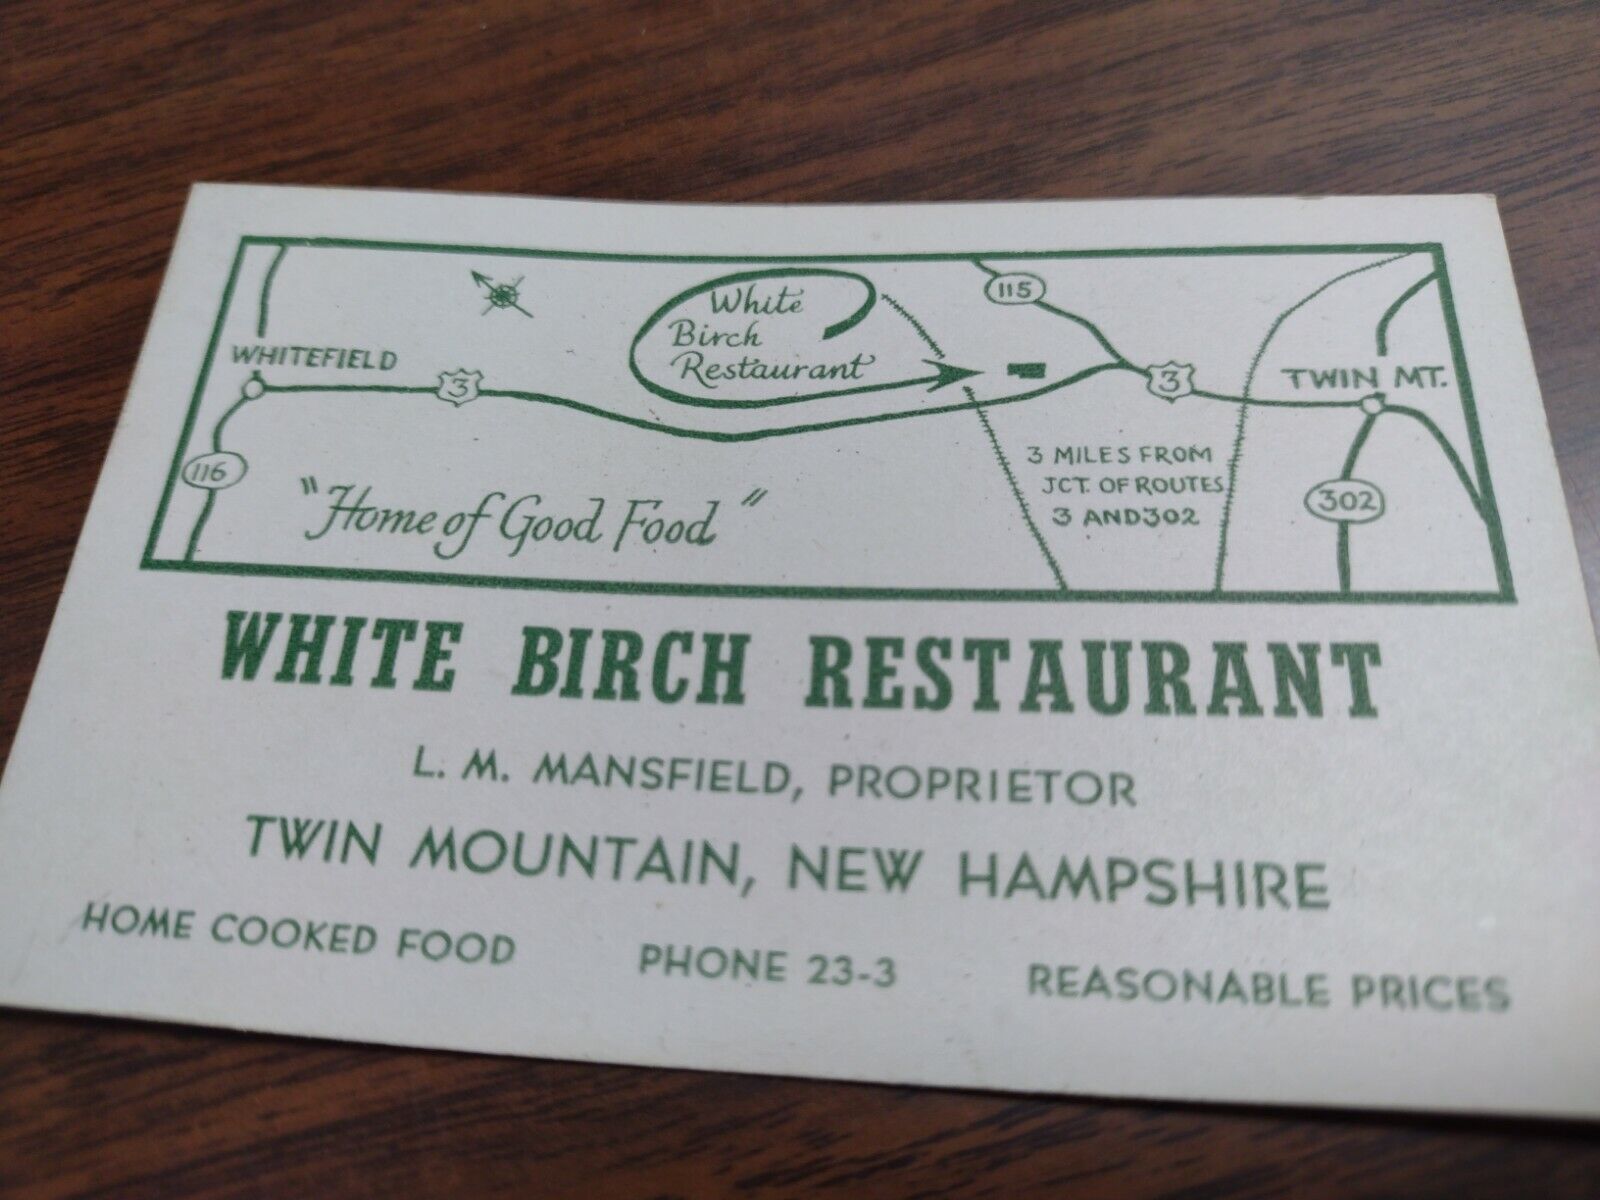 White
Birch
Restaurant
115
WHITEFIELD
3
3
TWIN MT.
116
"Home of Good Food"
3 MILES FROM
JCT. OF ROUTES
3 AND 302
302
WHITE BIRCH RESTAURANT
L. M. MANSFIELD, PROPRIETOR
TWIN MOUNTAIN, NEW HAMPSHIRE
HOME COOKED FOOD PHONE 23-3 REASONABLE PRICES